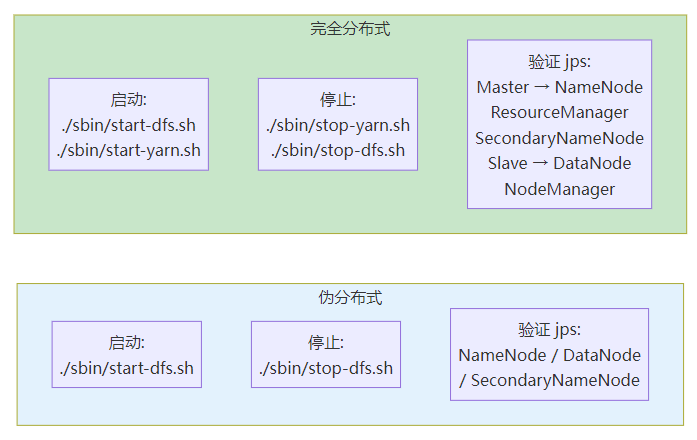 完全分布式
启动:
./sbin/start-dfs.sh
./sbin/start-yarn.sh
停止:
./sbin/stop-yarn.sh
./sbin/stop-dfs.sh
验证 jps:
Master → NameNode
ResourceManager
SecondaryNameNode
Slave → DataNode
NodeManager
伪分布式
启动:
./sbin/start-dfs.sh
停止:
./sbin/stop-dfs.sh
验证 jps:
NameNode / DataNode
/ SecondaryNameNode